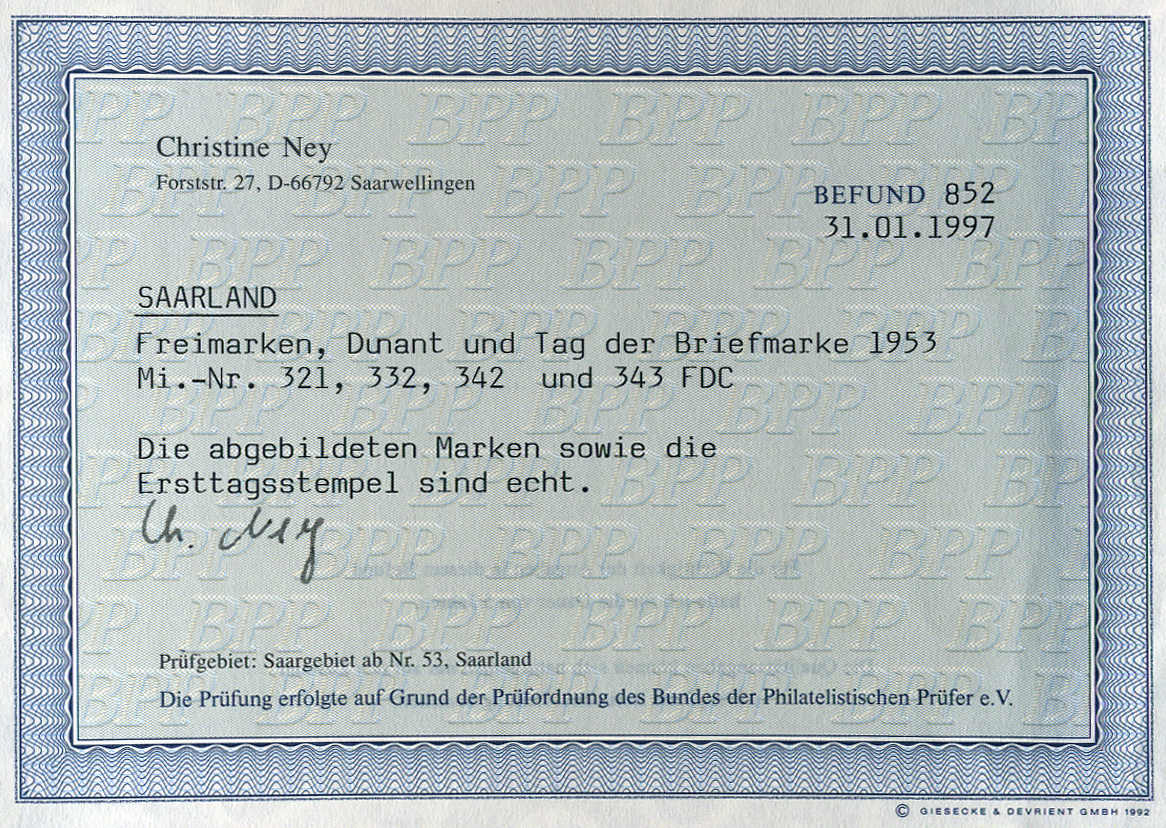 Christine Ney
Forststr. 27, D-66792 Saarwellingen
BEFUND 852
31.01.1997
SAARLAND
Freimarken, Dunant und Tag der Briefmarke 1953
Mi.-Nr. 321, 332, 342 und 343 FDC
Die abgebildeten Marken sowie die
Ersttagsstempel sind echt.
Ch. Ney
Prüfgebiet: Saargebiet ab Nr. 53, Saarland
Die Prüfung erfolgte auf Grund der Prüfordnung des Bundes der Philatelistischen Prüfer e.V.
© GIESECKE & DEVRIENT GMBH 1992